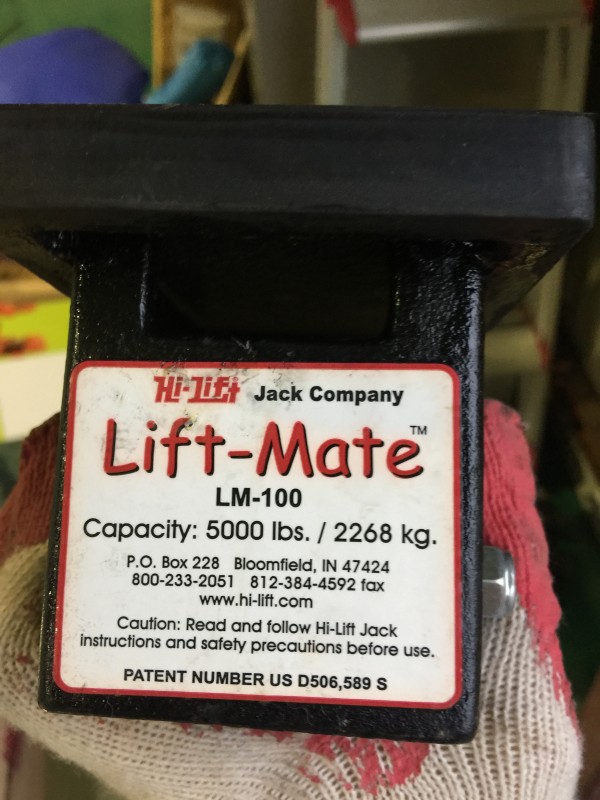 Hi-Lift Jack Company
Lift-Mate™
LM-100
Capacity: 5000 lbs. / 2268 kg.
P.O. Box 228 Bloomfield, IN 47424
800-233-2051 812-384-4592 fax
www.hi-lift.com
Caution: Read and follow Hi-Lift Jack
instructions and safety precautions before use.
PATENT NUMBER US D506,589 S